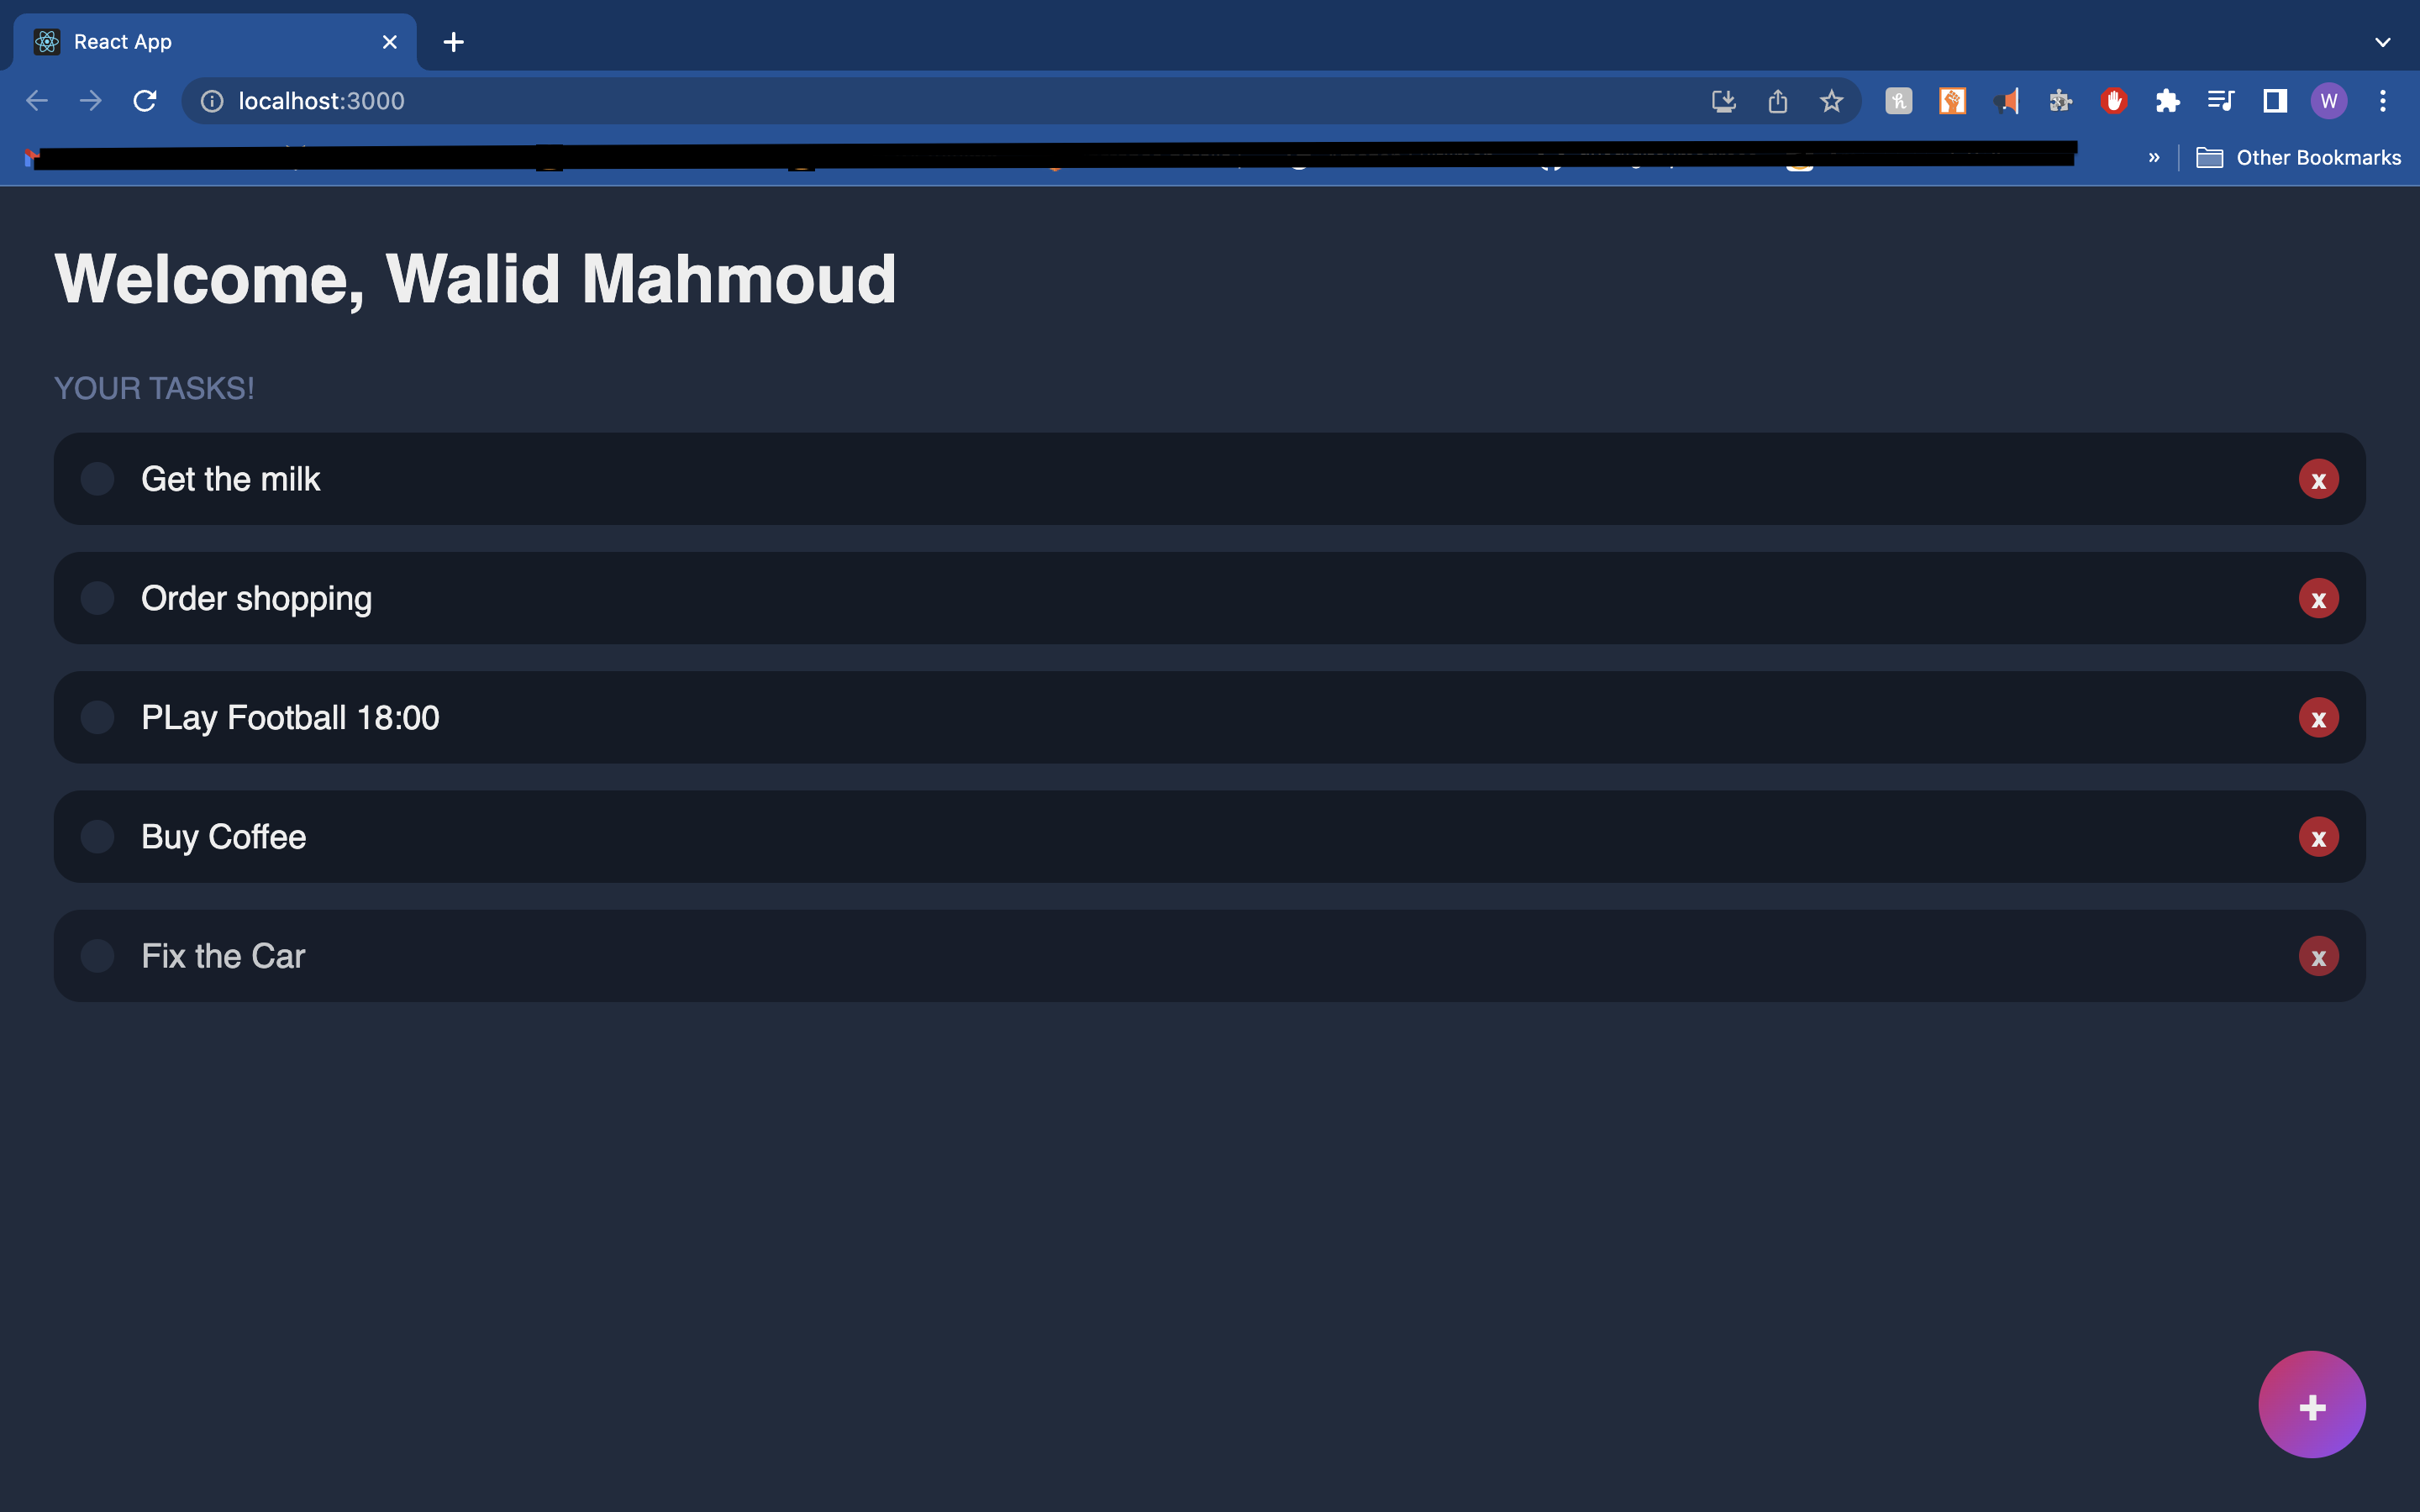 React App
localhost:3000
W
» Other Bookmarks
Welcome, Walid Mahmoud
YOUR TASKS!
Get the milk x
Order shopping x
PLay Football 18:00 x
Buy Coffee x
Fix the Car x
+